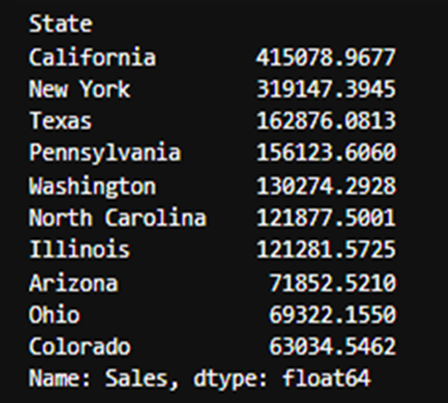 State
California 415078.9677
New York 319147.3945
Texas 162876.0813
Pennsylvania 156123.6060
Washington 130274.2928
North Carolina 121877.5001
Illinois 121281.5725
Arizona 71852.5210
Ohio 69322.1550
Colorado 63034.5462
Name: Sales, dtype: float64